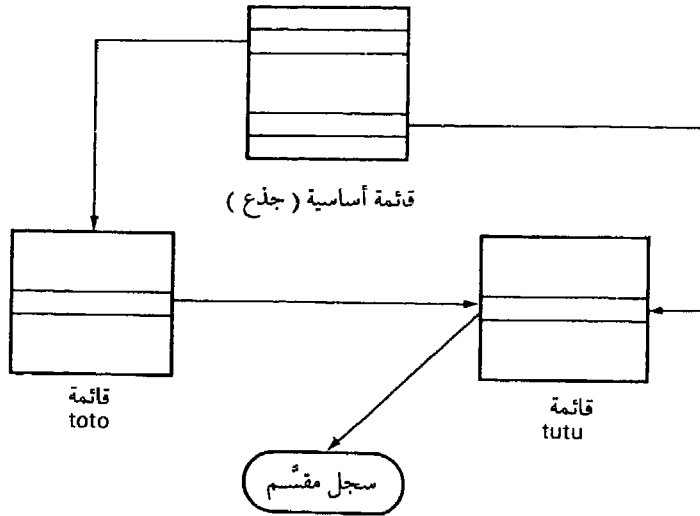 قائمة أساسية ( جذع )
قائمة
toto
قائمة
tutu
سجل مقسَّم